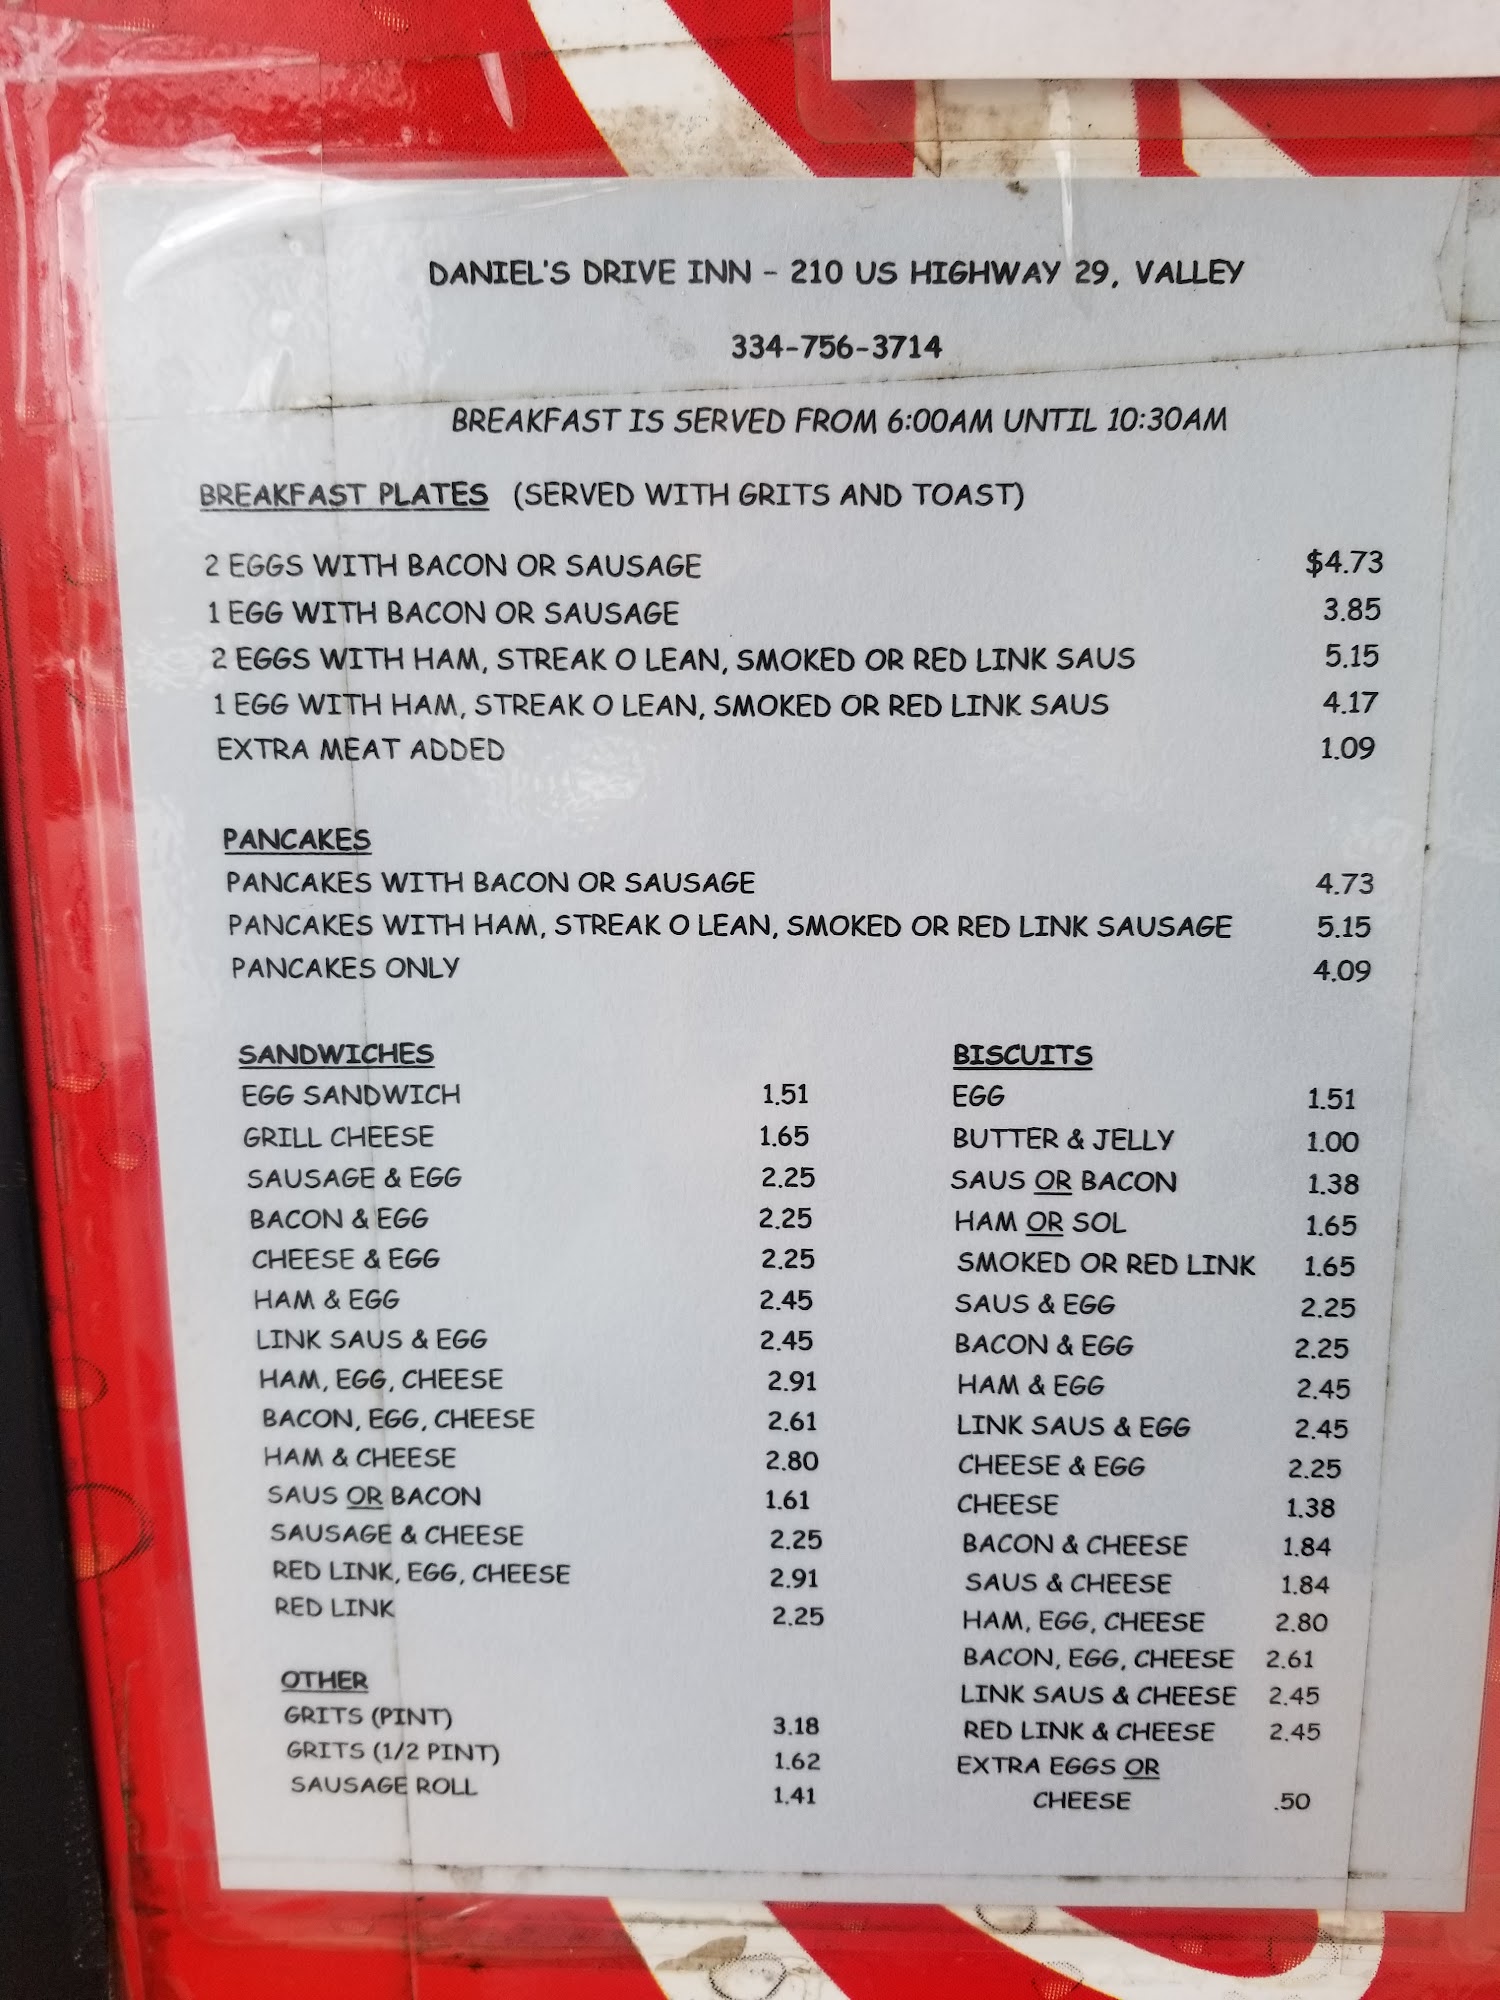 DANIEL'S DRIVE INN - 210 US HIGHWAY 29, VALLEY
334-756-3714
BREAKFAST IS SERVED FROM 6:00AM UNTIL 10:30AM
BREAKFAST PLATES (SERVED WITH GRITS AND TOAST)
2 EGGS WITH BACON OR SAUSAGE $4.73
1 EGG WITH BACON OR SAUSAGE 3.85
2 EGGS WITH HAM, STREAK O LEAN, SMOKED OR RED LINK SAUS 5.15
1 EGG WITH HAM, STREAK O LEAN, SMOKED OR RED LINK SAUS 4.17
EXTRA MEAT ADDED 1.09
PANCAKES
PANCAKES WITH BACON OR SAUSAGE 4.73
PANCAKES WITH HAM, STREAK O LEAN, SMOKED OR RED LINK SAUSAGE 5.15
PANCAKES ONLY 4.09
SANDWICHES
EGG SANDWICH 1.51
GRILL CHEESE 1.65
SAUSAGE & EGG 2.25
BACON & EGG 2.25
CHEESE & EGG 2.25
HAM & EGG 2.45
LINK SAUS & EGG 2.45
HAM, EGG, CHEESE 2.91
BACON, EGG, CHEESE 2.61
HAM & CHEESE 2.80
SAUS OR BACON 1.61
SAUSAGE & CHEESE 2.25
RED LINK, EGG, CHEESE 2.91
RED LINK 2.25
OTHER
GRITS (PINT) 3.18
GRITS (1/2 PINT) 1.62
SAUSAGE ROLL 1.41
BISCUITS
EGG 1.51
BUTTER & JELLY 1.00
SAUS OR BACON 1.38
HAM OR SOL 1.65
SMOKED OR RED LINK 1.65
SAUS & EGG 2.25
BACON & EGG 2.25
HAM & EGG 2.45
LINK SAUS & EGG 2.45
CHEESE & EGG 2.25
CHEESE 1.38
BACON & CHEESE 1.84
SAUS & CHEESE 1.84
HAM, EGG, CHEESE 2.80
BACON, EGG, CHEESE 2.61
LINK SAUS & CHEESE 2.45
RED LINK & CHEESE 2.45
EXTRA EGGS OR
CHEESE .50